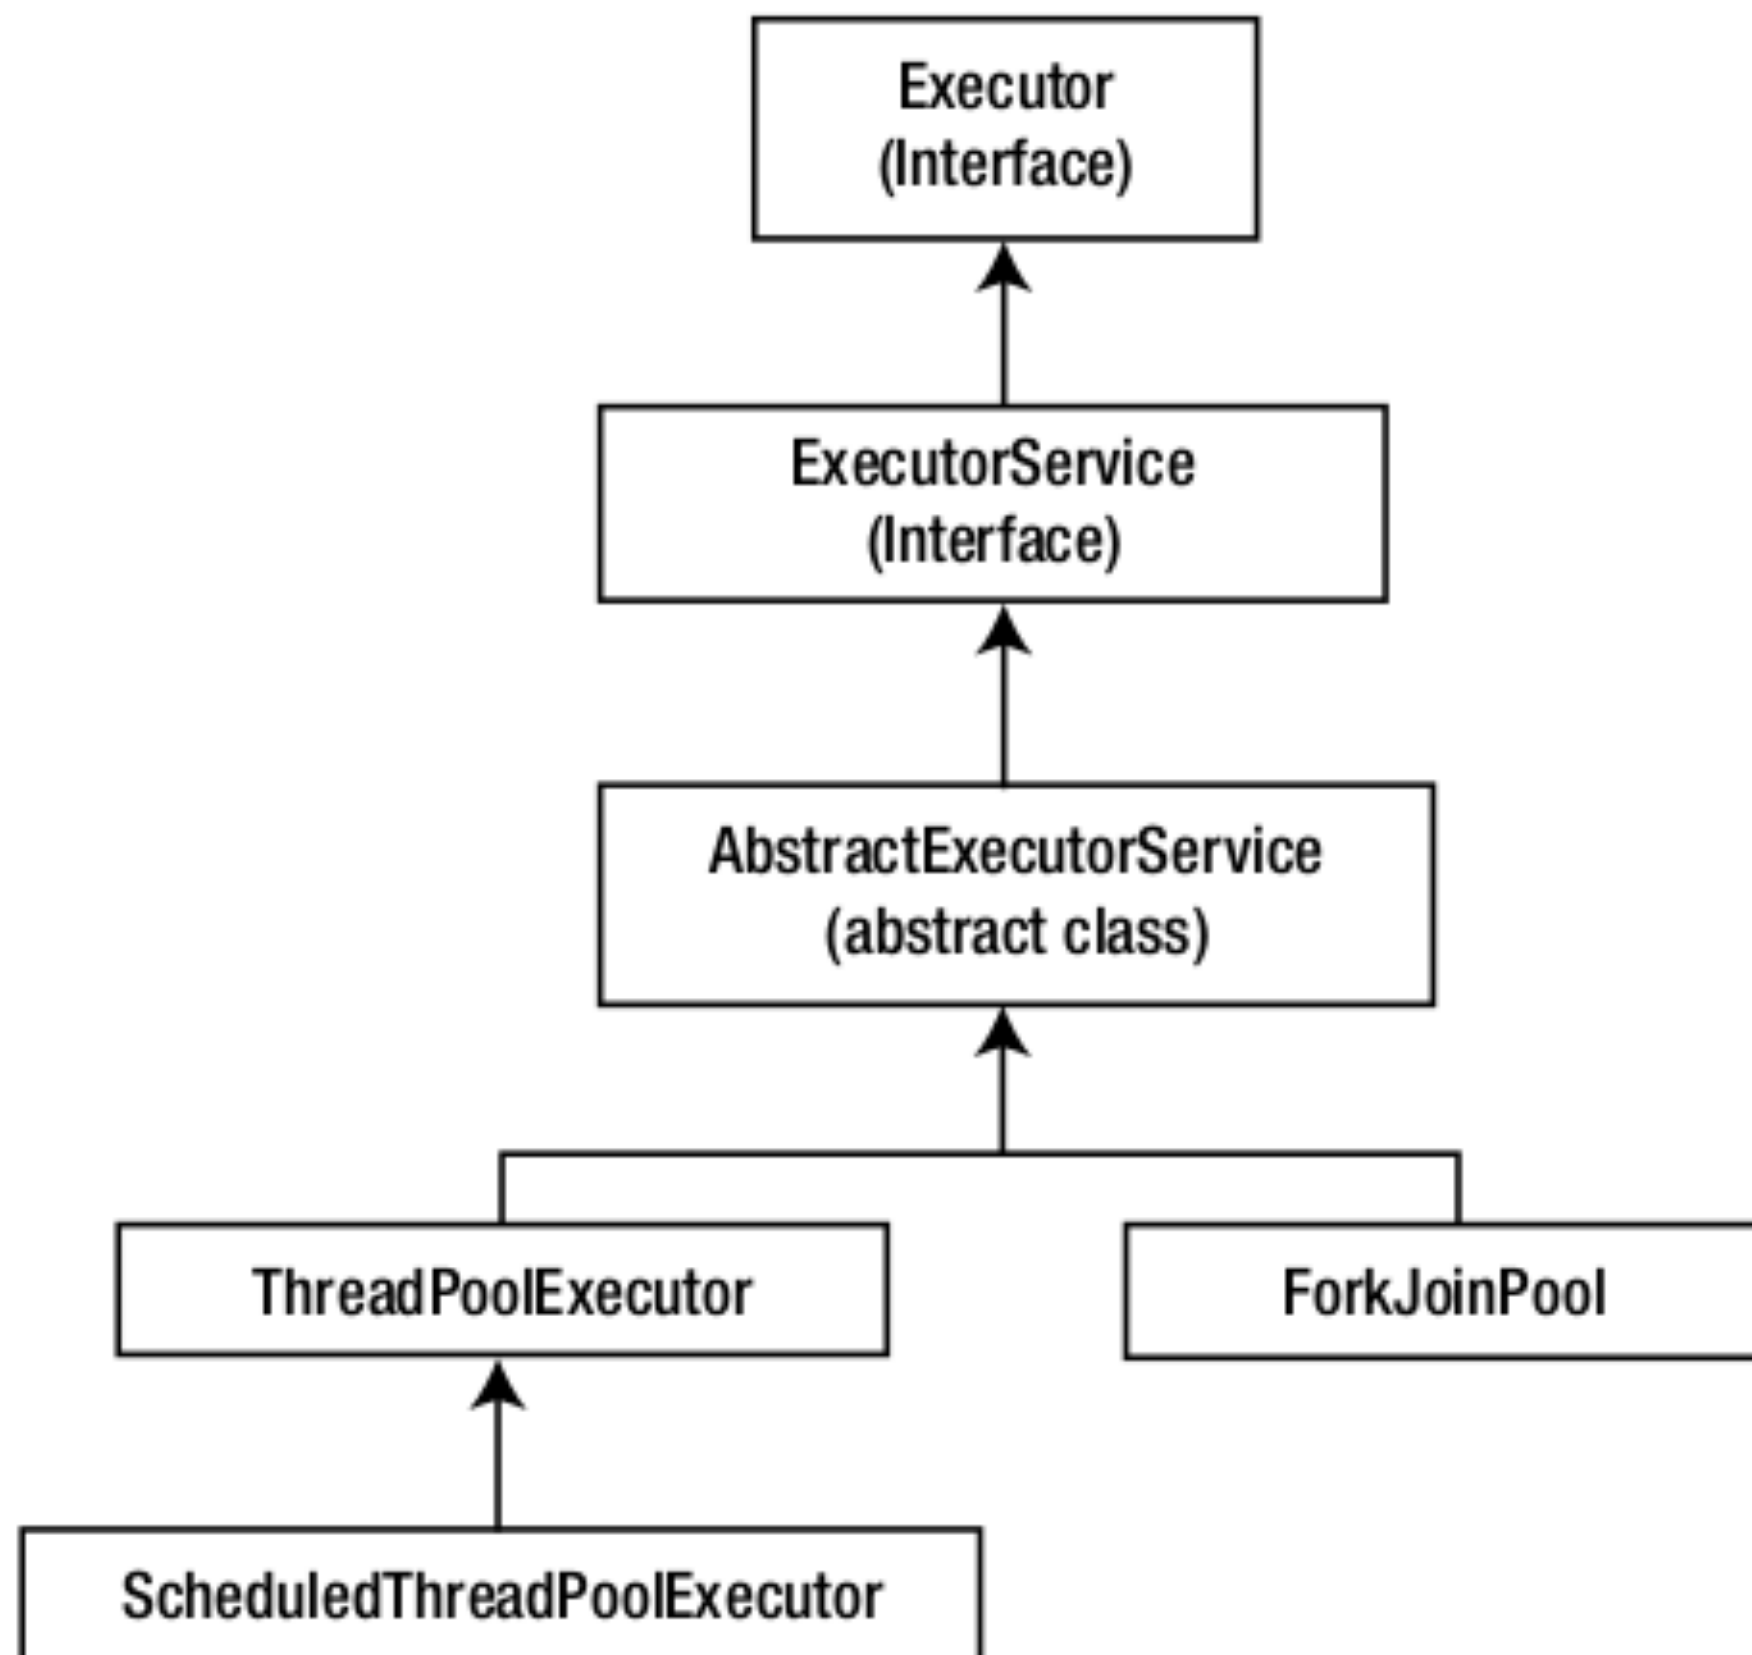 Executor
(Interface)
ExecutorService
(Interface)
AbstractExecutorService
(abstract class)
ThreadPoolExecutor
ForkJoinPool
ScheduledThreadPoolExecutor